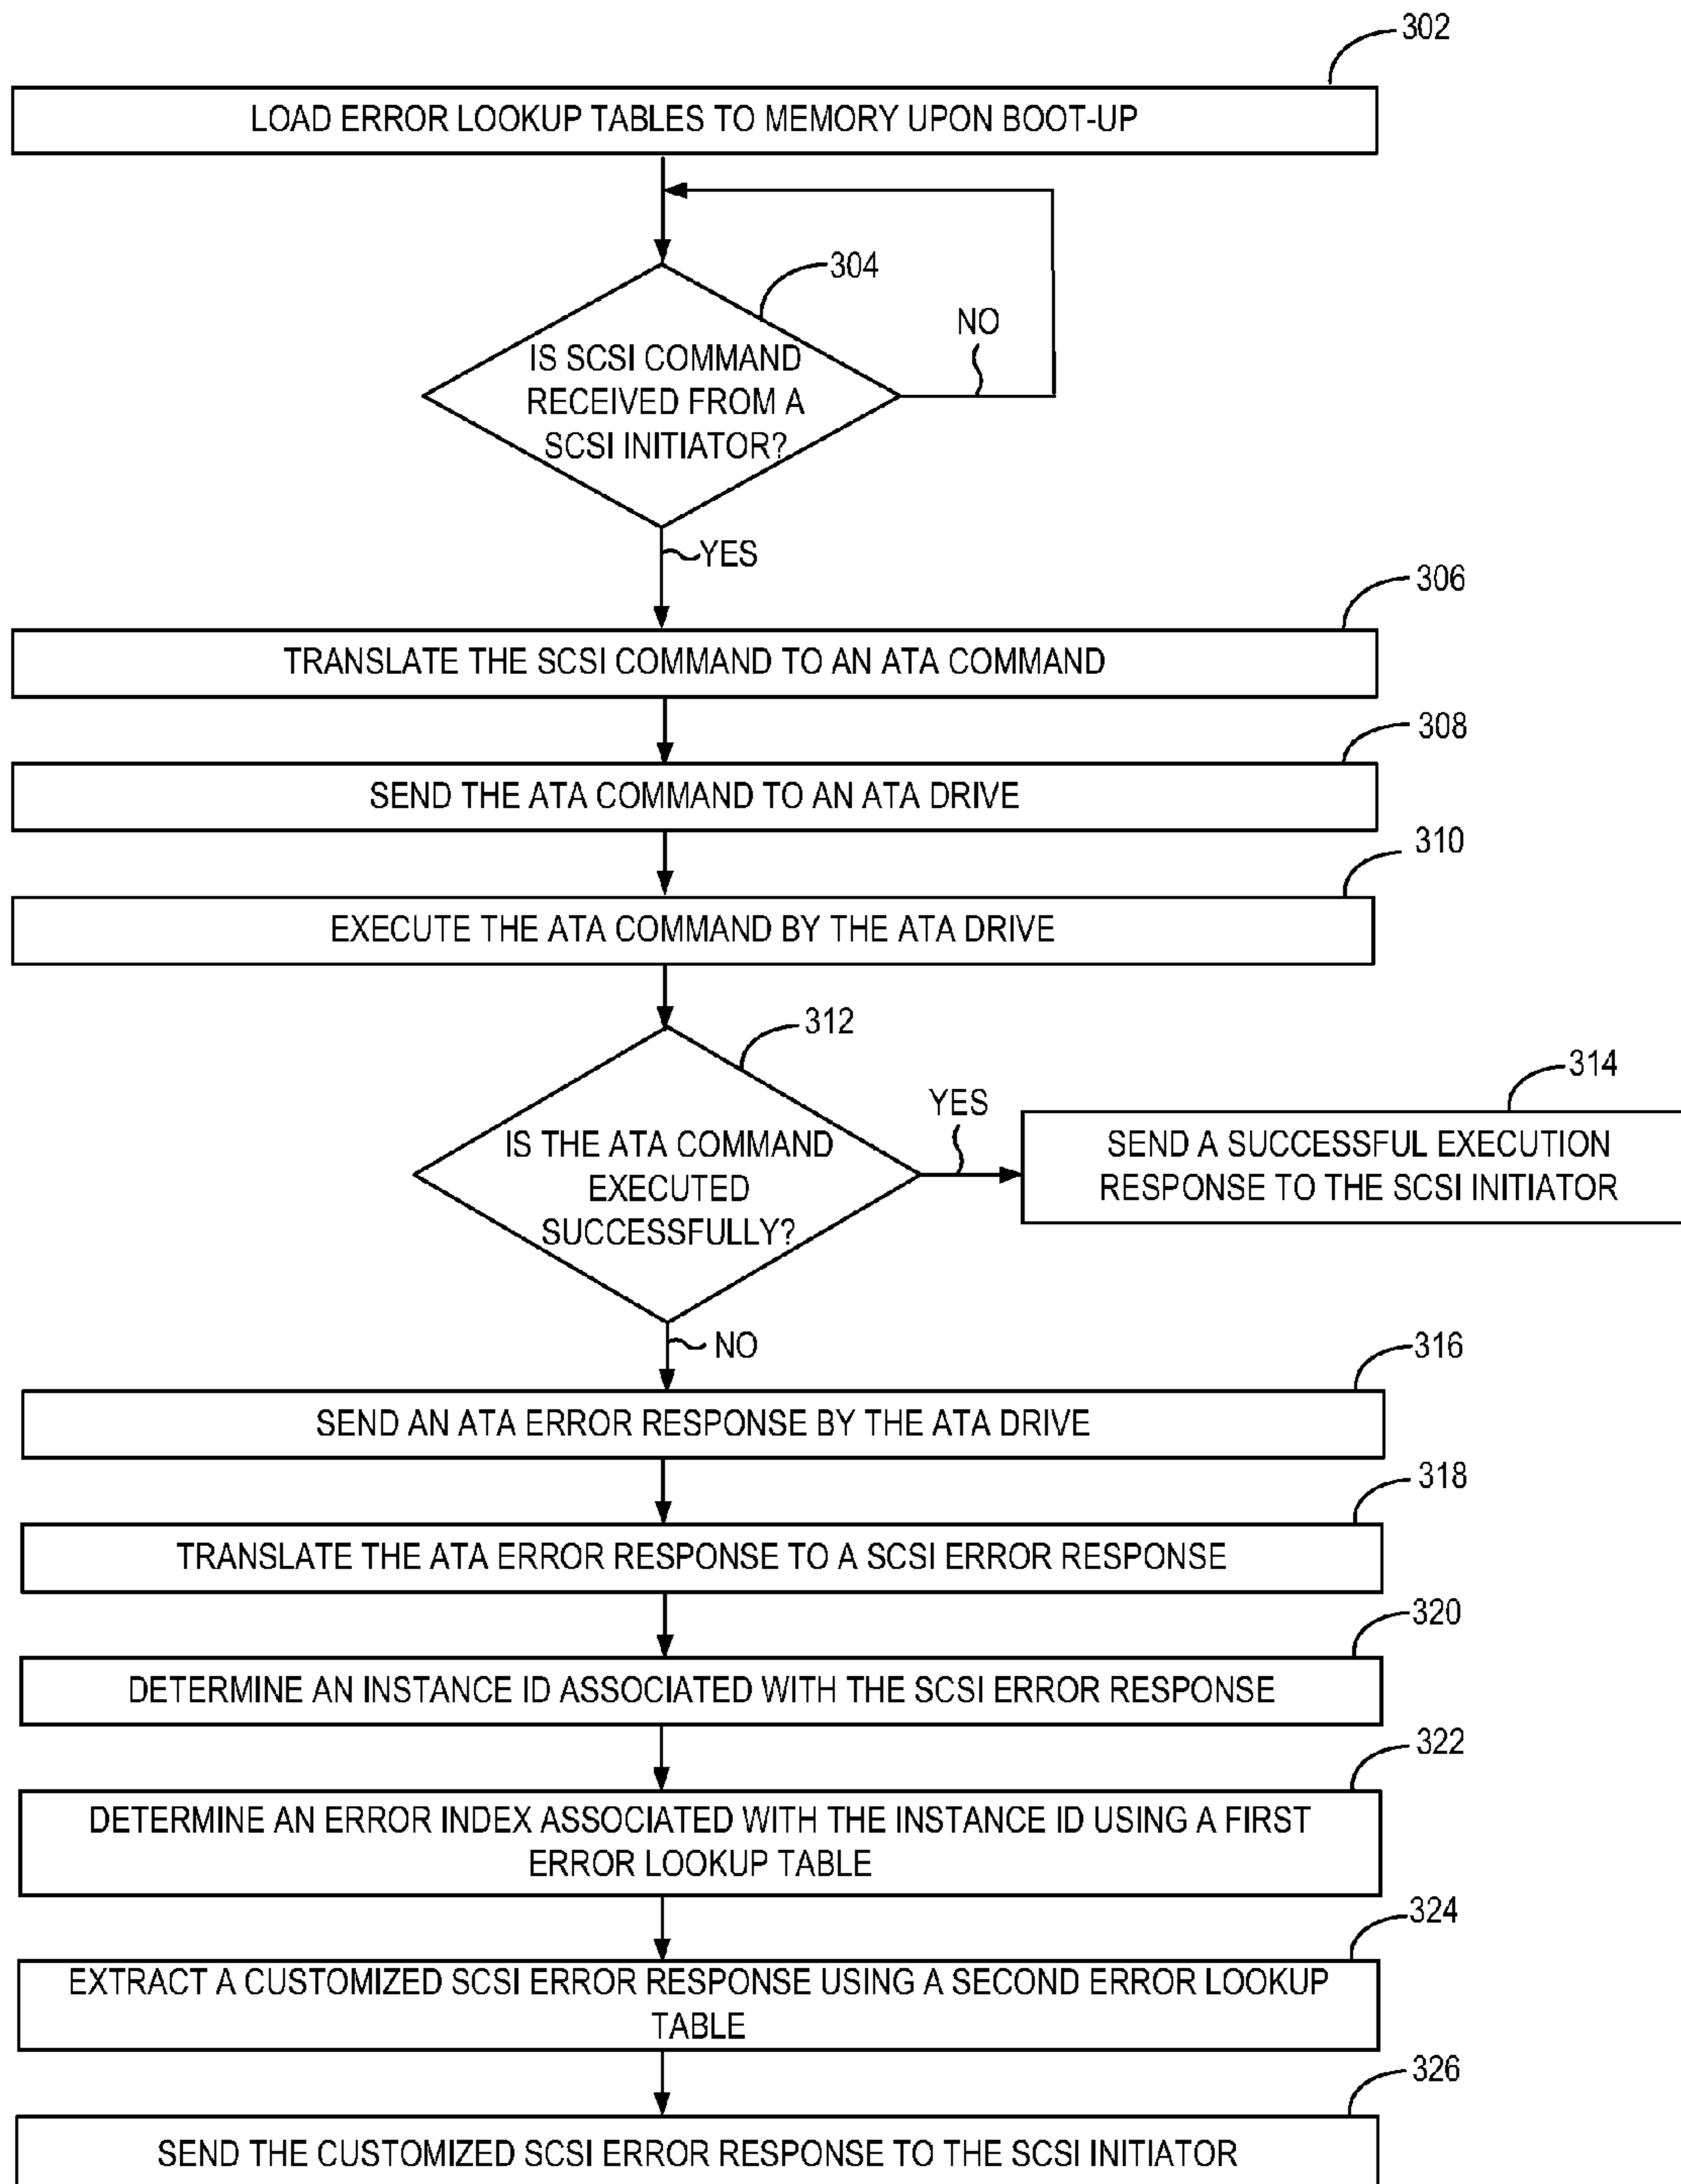 302
LOAD ERROR LOOKUP TABLES TO MEMORY UPON BOOT-UP
304
NO
IS SCSI COMMAND
RECEIVED FROM A
SCSI INITIATOR?
YES
306
TRANSLATE THE SCSI COMMAND TO AN ATA COMMAND
308
SEND THE ATA COMMAND TO AN ATA DRIVE
310
EXECUTE THE ATA COMMAND BY THE ATA DRIVE
312
314
YES
IS THE ATA COMMAND
EXECUTED
SUCCESSFULLY?
SEND A SUCCESSFUL EXECUTION
RESPONSE TO THE SCSI INITIATOR
NO
316
SEND AN ATA ERROR RESPONSE BY THE ATA DRIVE
318
TRANSLATE THE ATA ERROR RESPONSE TO A SCSI ERROR RESPONSE
320
DETERMINE AN INSTANCE ID ASSOCIATED WITH THE SCSI ERROR RESPONSE
322
DETERMINE AN ERROR INDEX ASSOCIATED WITH THE INSTANCE ID USING A FIRST
ERROR LOOKUP TABLE
324
EXTRACT A CUSTOMIZED SCSI ERROR RESPONSE USING A SECOND ERROR LOOKUP
TABLE
326
SEND THE CUSTOMIZED SCSI ERROR RESPONSE TO THE SCSI INITIATOR